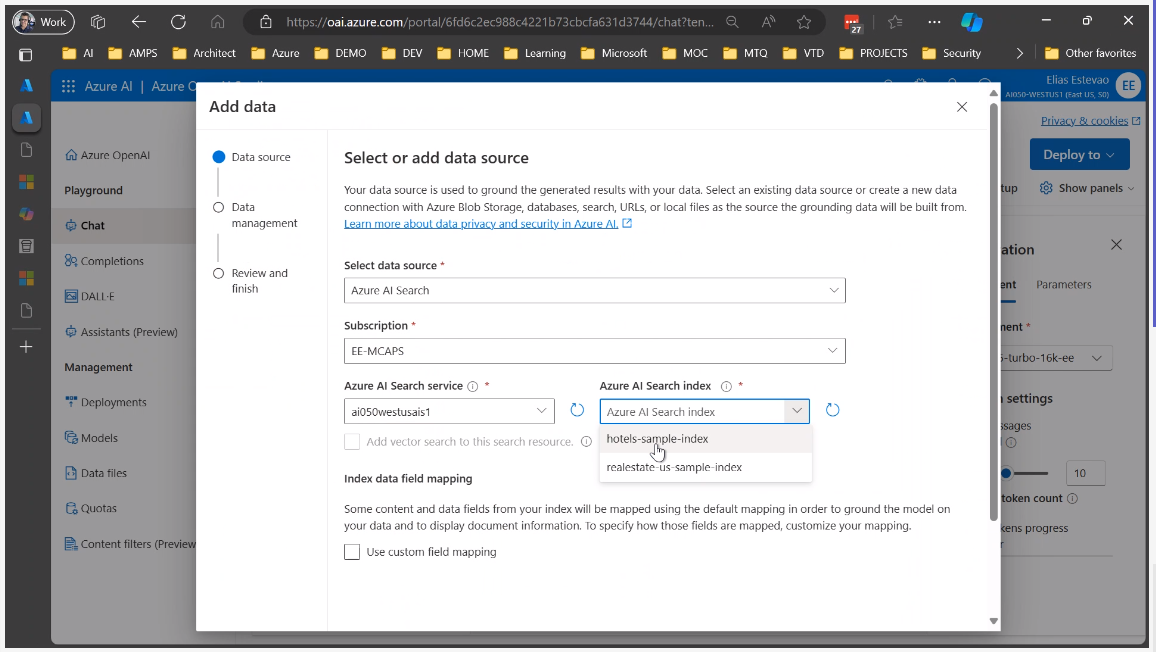 Work
https://oai.azure.com/portal/6fd6c2ec988c4221b73cbcfa631d3744/chat?ten...
27
AI
AMPS
Architect
Azure
DEMO
DEV
HOME
Learning
Microsoft
MOC
MTQ
VTD
PROJECTS
Security
Other favorites
Azure AI | Azure O
Elias Estevao
AI050-WESTUS1 (East US, S0)
EE
Privacy & cookies
Azure OpenAI
Playground
Chat
Completions
DALL·E
Assistants (Preview)
Management
Deployments
Models
Data files
Quotas
Content filters (Preview
Add data
Data source
Data
management
Review and
finish
Select or add data source
Your data source is used to ground the generated results with your data. Select an existing data source or create a new data
connection with Azure Blob Storage, databases, search, URLs, or local files as the source the grounding data will be built from.
Learn more about data privacy and security in Azure AI.
Select data source *
Azure AI Search
Subscription *
EE-MCAPS
Azure AI Search service *
ai050westusais1
Add vector search to this search resource.
Azure AI Search index *
Azure AI Search index
hotels-sample-index
realestate-us-sample-index
Index data field mapping
Some content and data fields from your index will be mapped using the default mapping in order to ground the model on
your data and to display document information. To specify how those fields are mapped, customize your mapping.
Use custom field mapping
Deploy to
tup
Show panels
ation
ent
Parameters
ment *
5-turbo-16k-ee
n settings
ssages
10
token count
kens progress